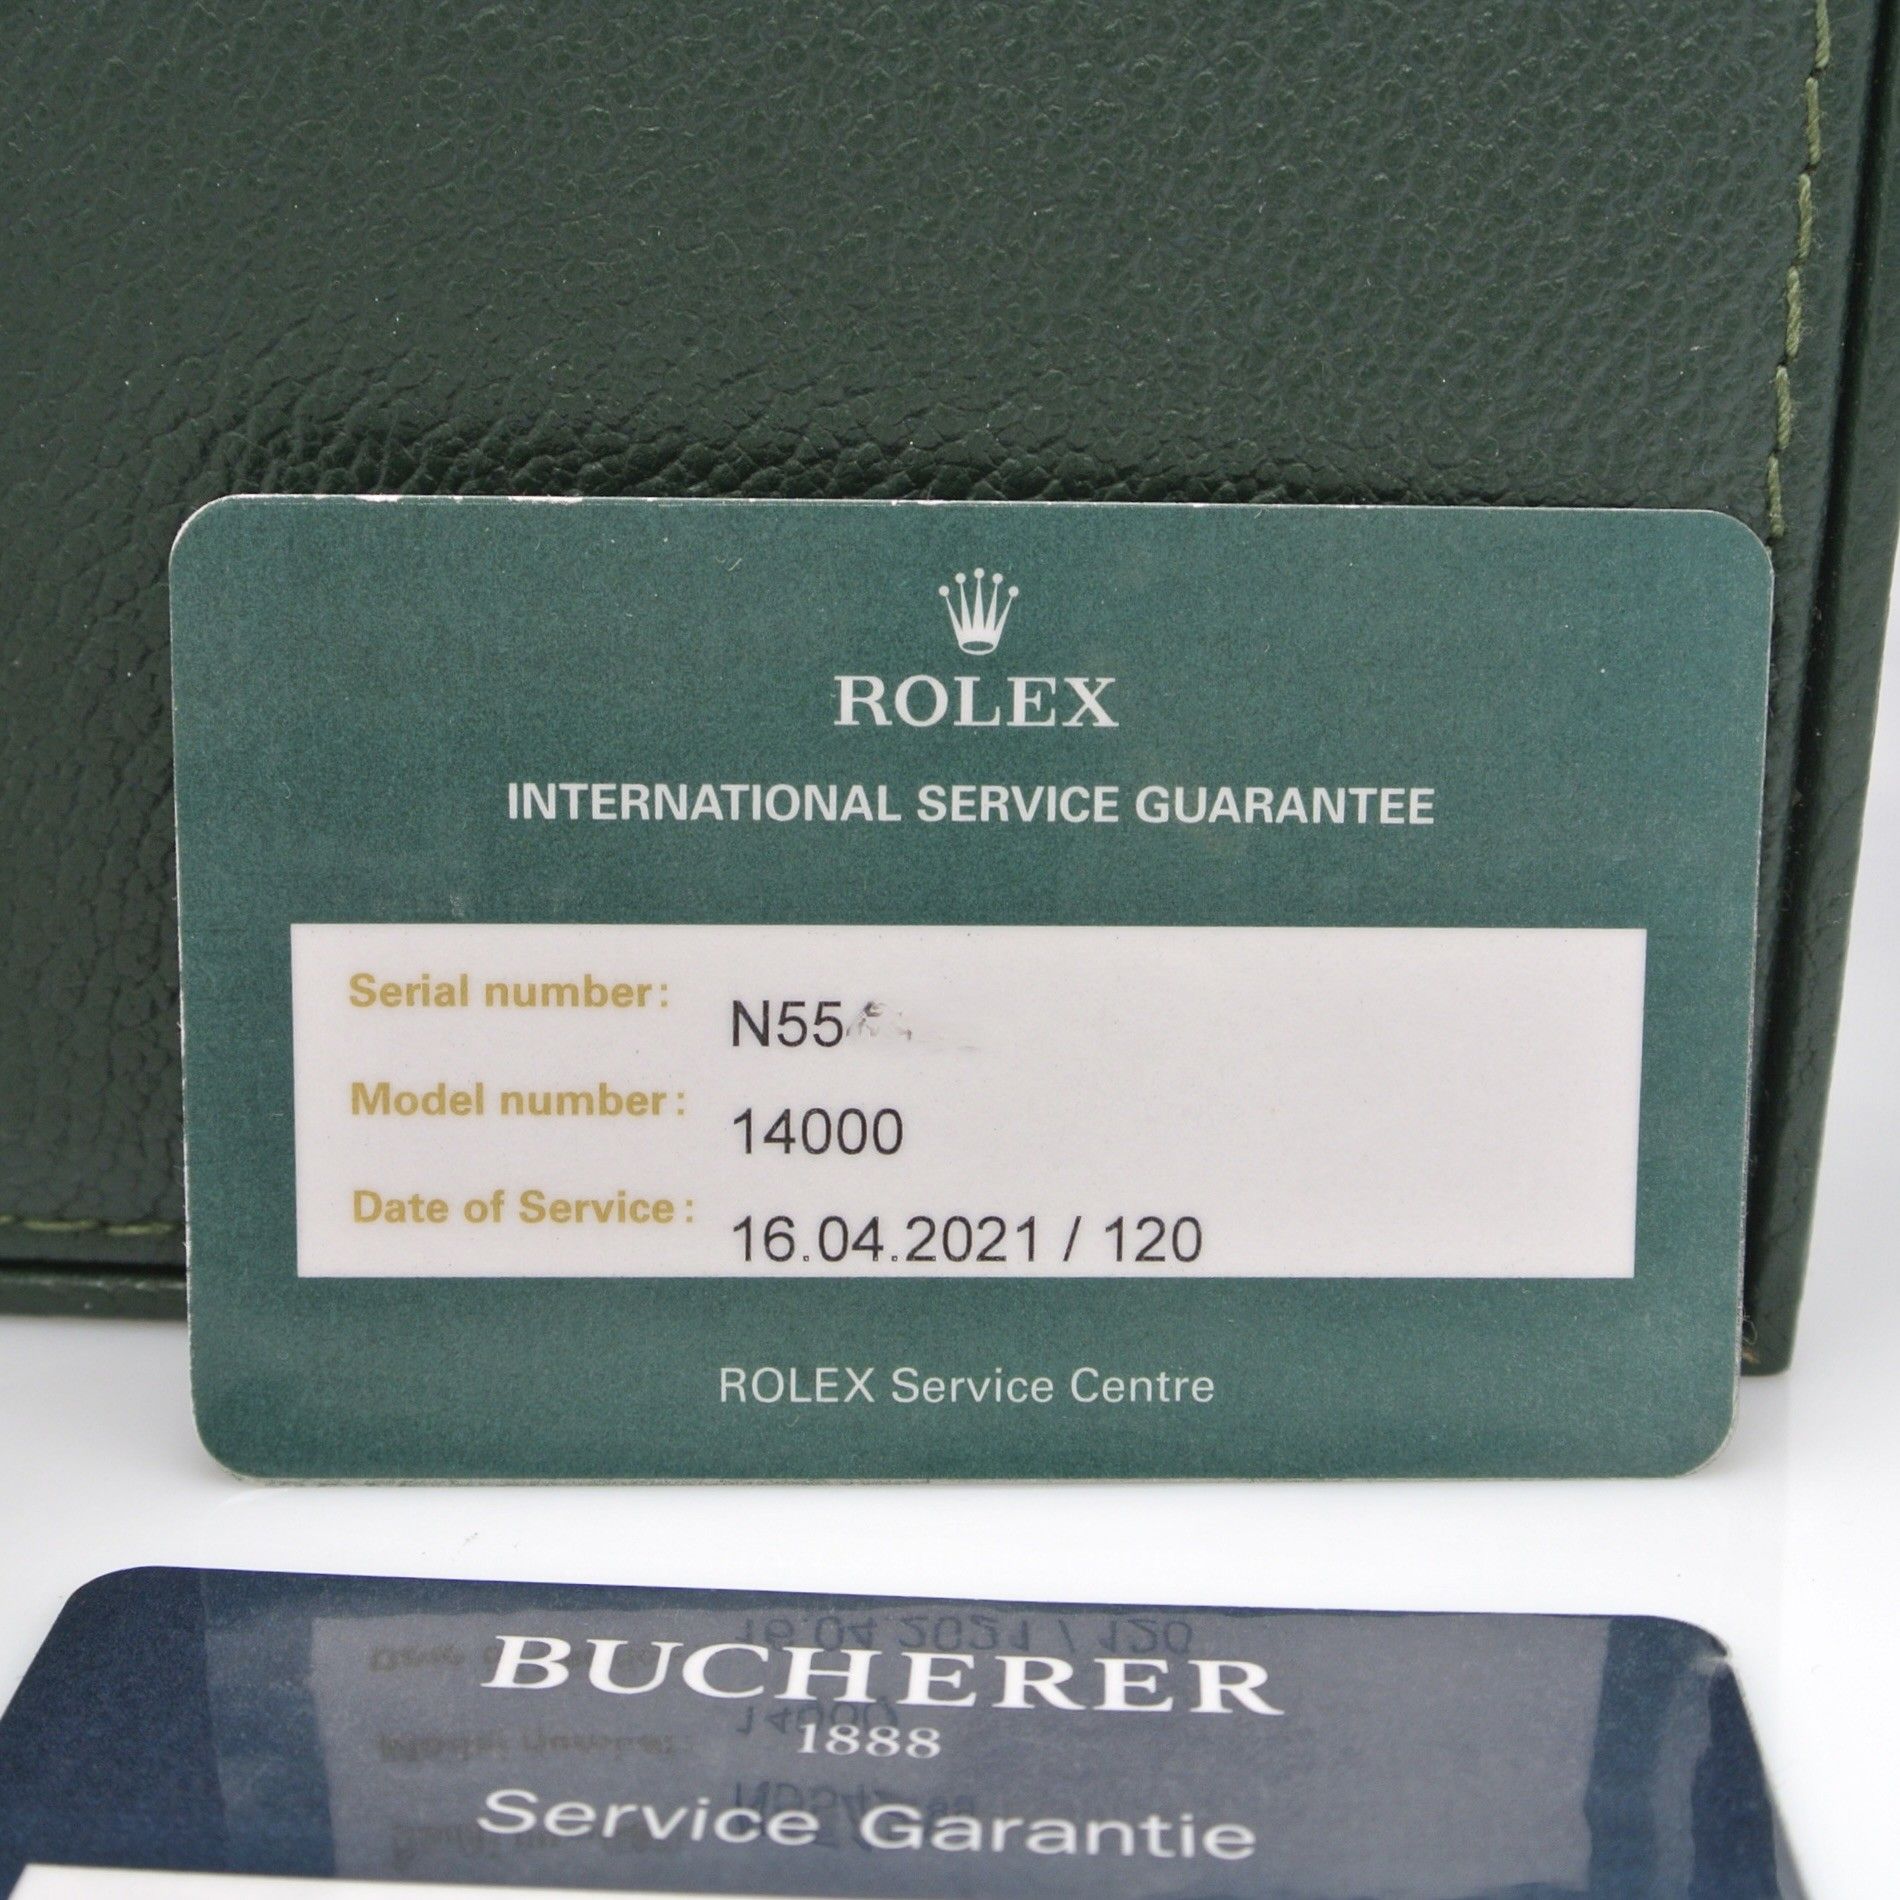 ROLEX
INTERNATIONAL SERVICE GUARANTEE
Serial number: N55
Model number: 14000
Date of Service: 16.04.2021 / 120
ROLEX Service Centre
BUCHERER
1888
Service Garantie